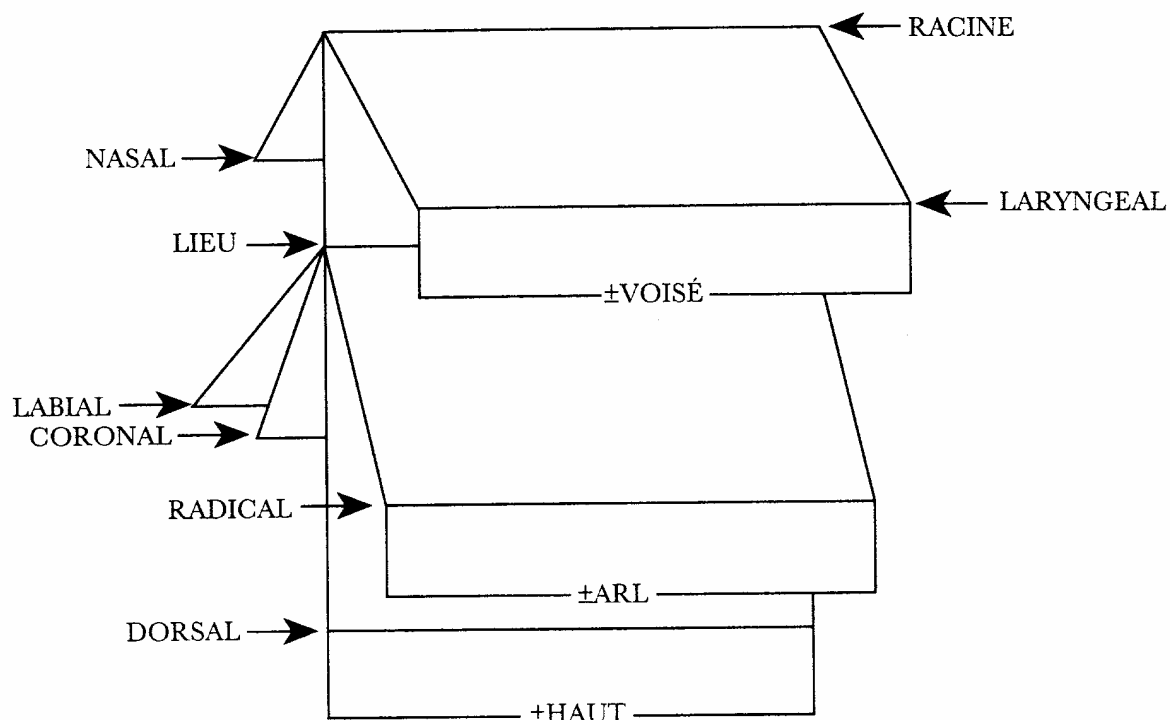 RACINE
NASAL
LARYNGEAL
LIEU
±VOISÉ
LABIAL
CORONAL
RADICAL
±ARL
DORSAL
±HAUT